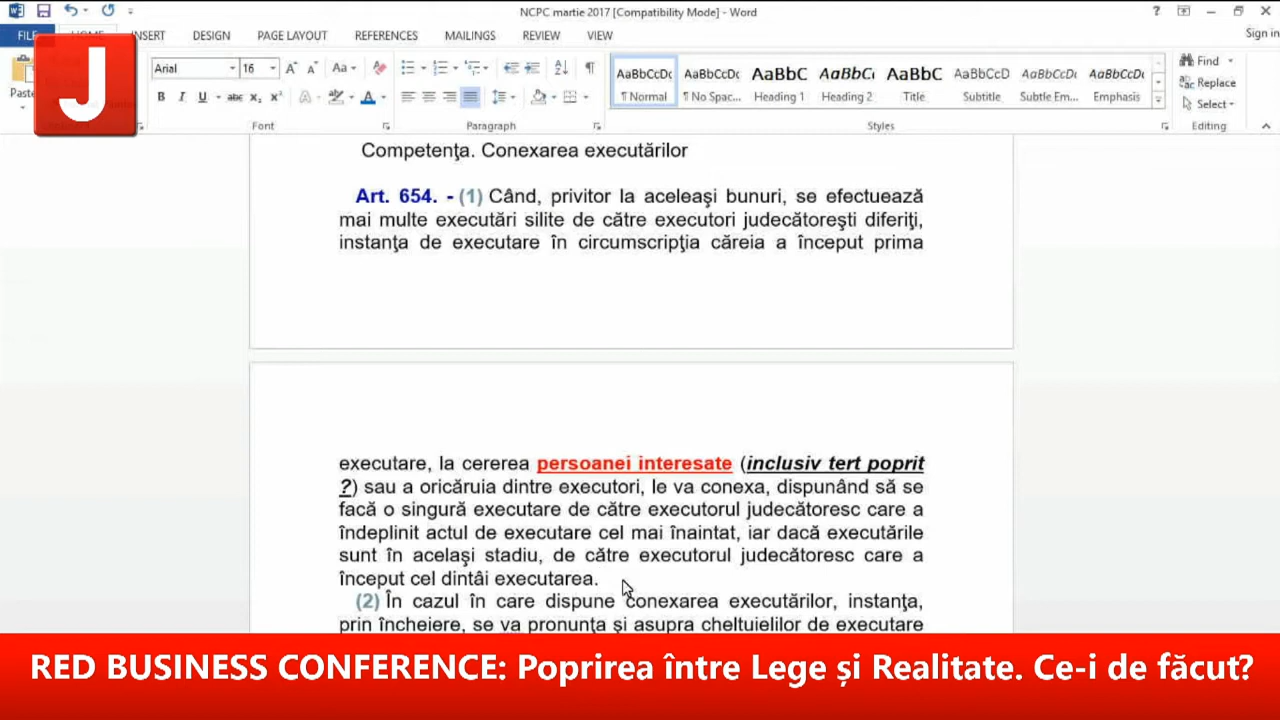 NCPC martie 2017 [Compatibility Mode] - Word
FILE HOME INSERT DESIGN PAGE LAYOUT REFERENCES MAILINGS REVIEW VIEW Sign in
J
Paste
Arial 16
Font
Paragraph
AaBbCcDc AaBbCcDc AaBbC AaBbCc AaBbC AaBbCcD AaBbCcDc AaBbCcDc
¶ Normal ¶ No Spac... Heading 1 Heading 2 Title Subtitle Subtle Em... Emphasis
Styles
Find
Replace
Select
Editing
Competenţa. Conexarea executărilor
Art. 654. - (1) Când, privitor la aceleaşi bunuri, se efectuează
mai multe executări silite de către executori judecătoreşti diferiţi,
instanţa de executare în circumscripţia căreia a început prima
executare, la cererea persoanei interesate (inclusiv tert poprit
?) sau a oricăruia dintre executori, le va conexa, dispunând să se
facă o singură executare de către executorul judecătoresc care a
îndeplinit actul de executare cel mai înaintat, iar dacă executările
sunt în acelaşi stadiu, de către executorul judecătoresc care a
început cel dintâi executarea.
(2) În cazul în care dispune conexarea executărilor, instanţa,
prin încheiere, se va pronunţa şi asupra cheltuielilor de executare
RED BUSINESS CONFERENCE: Poprirea între Lege și Realitate. Ce-i de făcut?